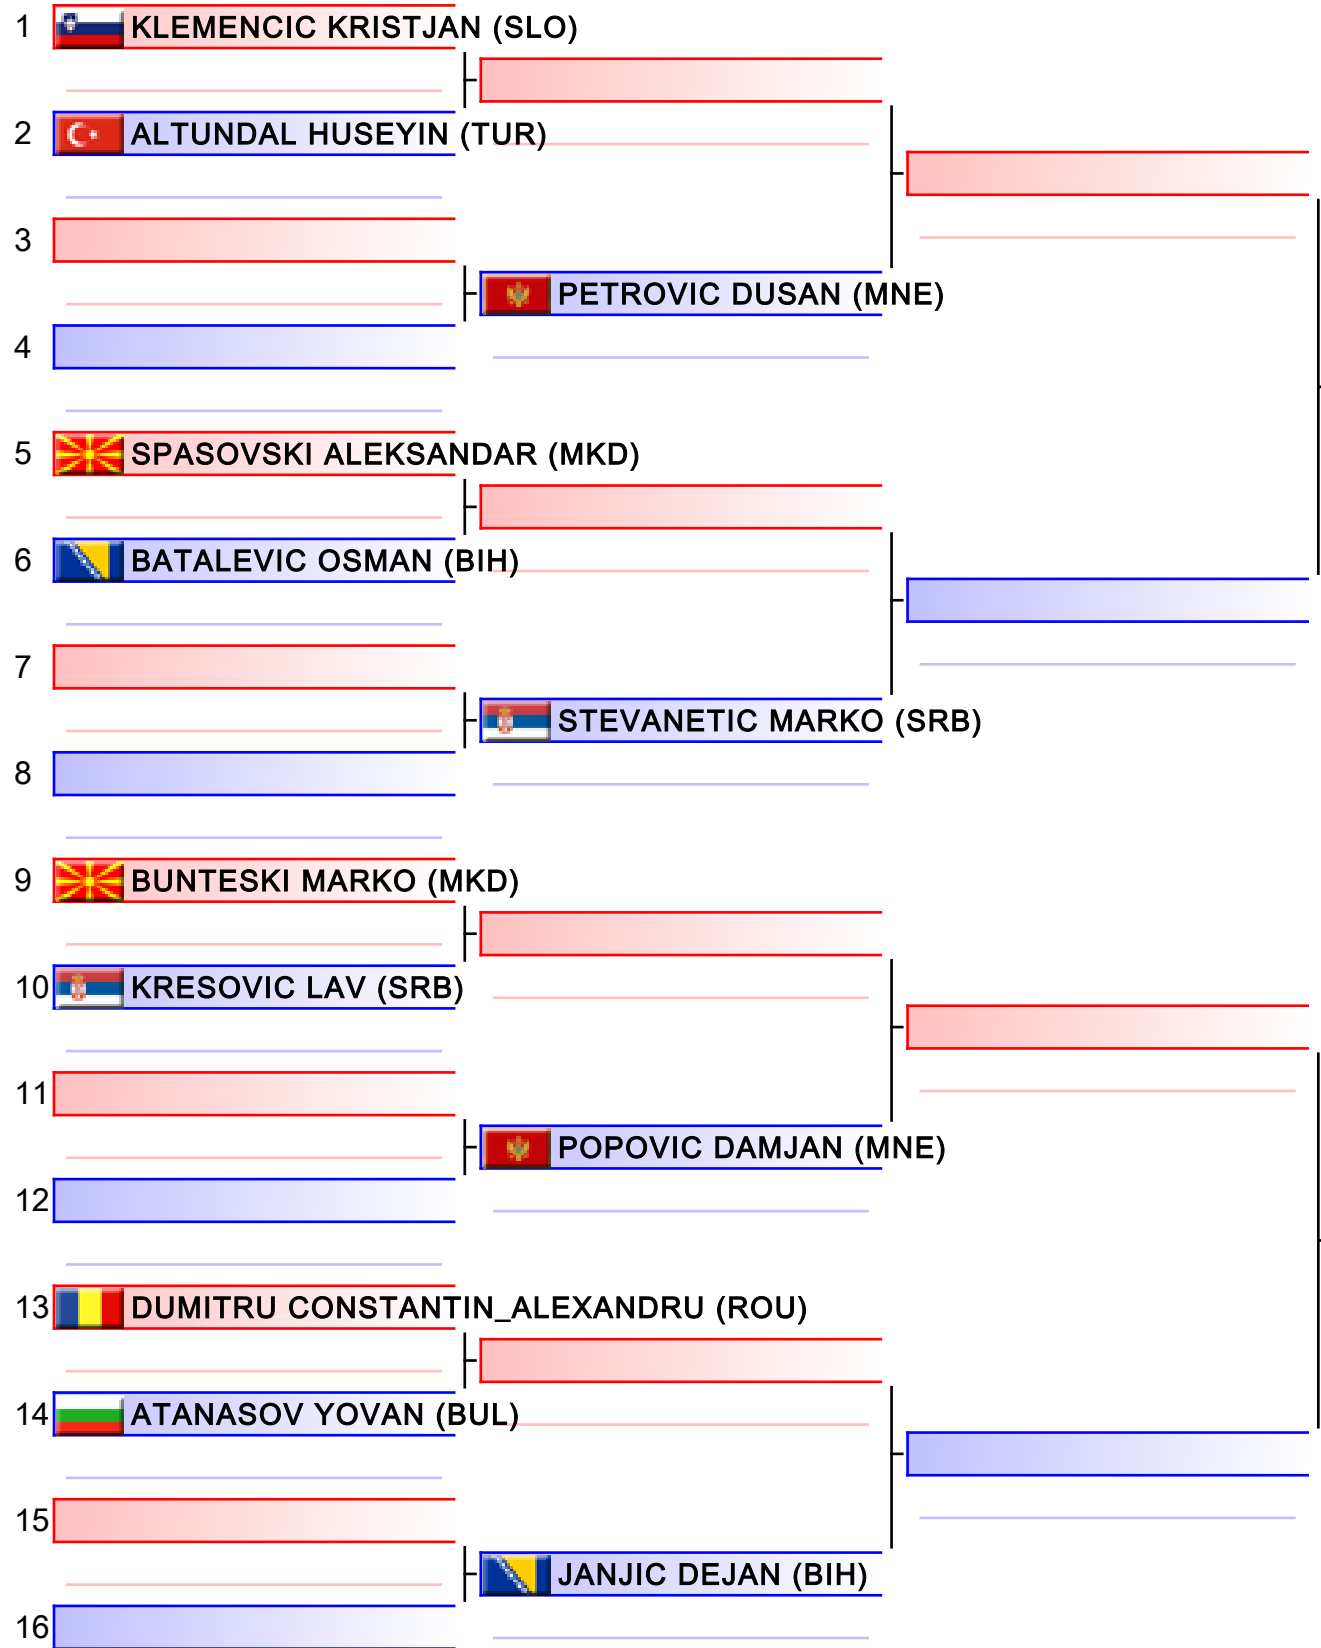 1 KLEMENCIC KRISTJAN (SLO)
2 ALTUNDAL HUSEYIN (TUR)
3
PETROVIC DUSAN (MNE)
4
5 SPASOVSKI ALEKSANDAR (MKD)
6 BATALEVIC OSMAN (BIH)
7
STEVANETIC MARKO (SRB)
8
9 BUNTESKI MARKO (MKD)
10 KRESOVIC LAV (SRB)
11
POPOVIC DAMJAN (MNE)
12
13 DUMITRU CONSTANTIN_ALEXANDRU (ROU)
14 ATANASOV YOVAN (BUL)
15
JANJIC DEJAN (BIH)
16